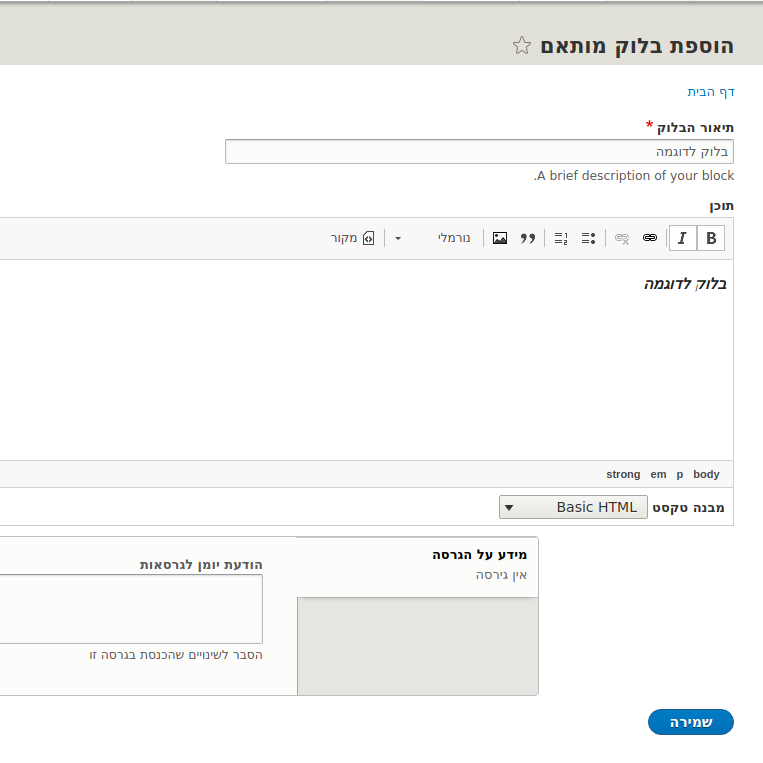 הוספת בלוק מותאם
דף הבית
תיאור הבלוק *
בלוק לדוגמה
A brief description of your block.
תוכן
B I נורמלי מקור
בלוק לדוגמה
body p em strong
מבנה טקסט Basic HTML
מידע על הגרסה
אין גירסה
הודעת יומן לגרסאות
הסבר לשינויים שהכנסת בגרסה זו
שמירה